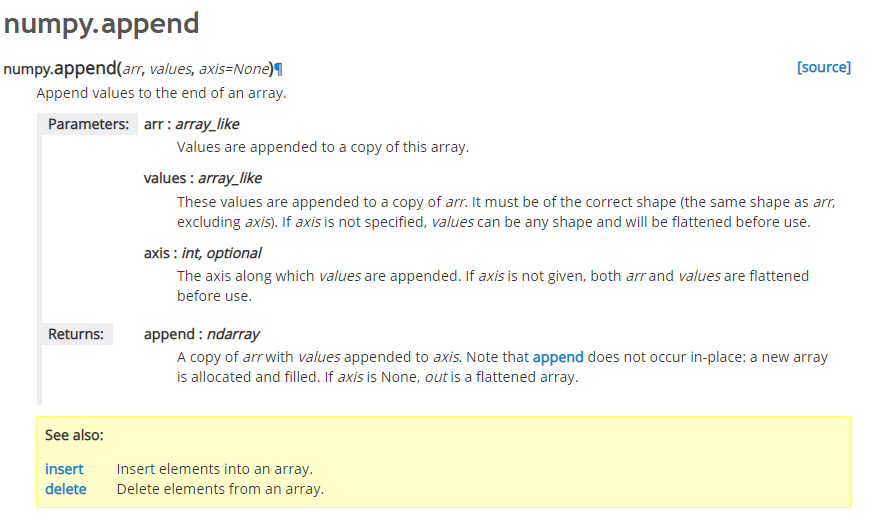 numpy.append
numpy.append(arr, values, axis=None)¶ [source]
Append values to the end of an array.
Parameters: arr : array_like
Values are appended to a copy of this array.
values : array_like
These values are appended to a copy of arr. It must be of the correct shape (the same shape as arr,
excluding axis). If axis is not specified, values can be any shape and will be flattened before use.
axis : int, optional
The axis along which values are appended. If axis is not given, both arr and values are flattened
before use.
Returns: append : ndarray
A copy of arr with values appended to axis. Note that append does not occur in-place: a new array
is allocated and filled. If axis is None, out is a flattened array.
See also:
insert Insert elements into an array.
delete Delete elements from an array.